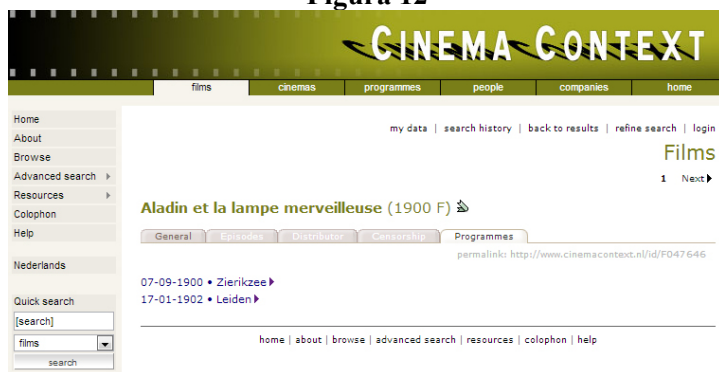 Figura 12
CINEMA CONTEXT
films cinemas programmes people companies home
my data | search history | back to results | refine search | login
Films
1 Next
Home
About
Browse
Advanced search
Resources
Colophon
Help
Nederlands
Quick search
[search]
films
search
Aladin et la lampe merveilleuse (1900 F)
General Episodes Distributor Censorship Programmes
permalink: http://www.cinemacontext.nl/id/F047646
07-09-1900 • Zierikzee
17-01-1902 • Leiden
home | about | browse | advanced search | resources | colophon | help